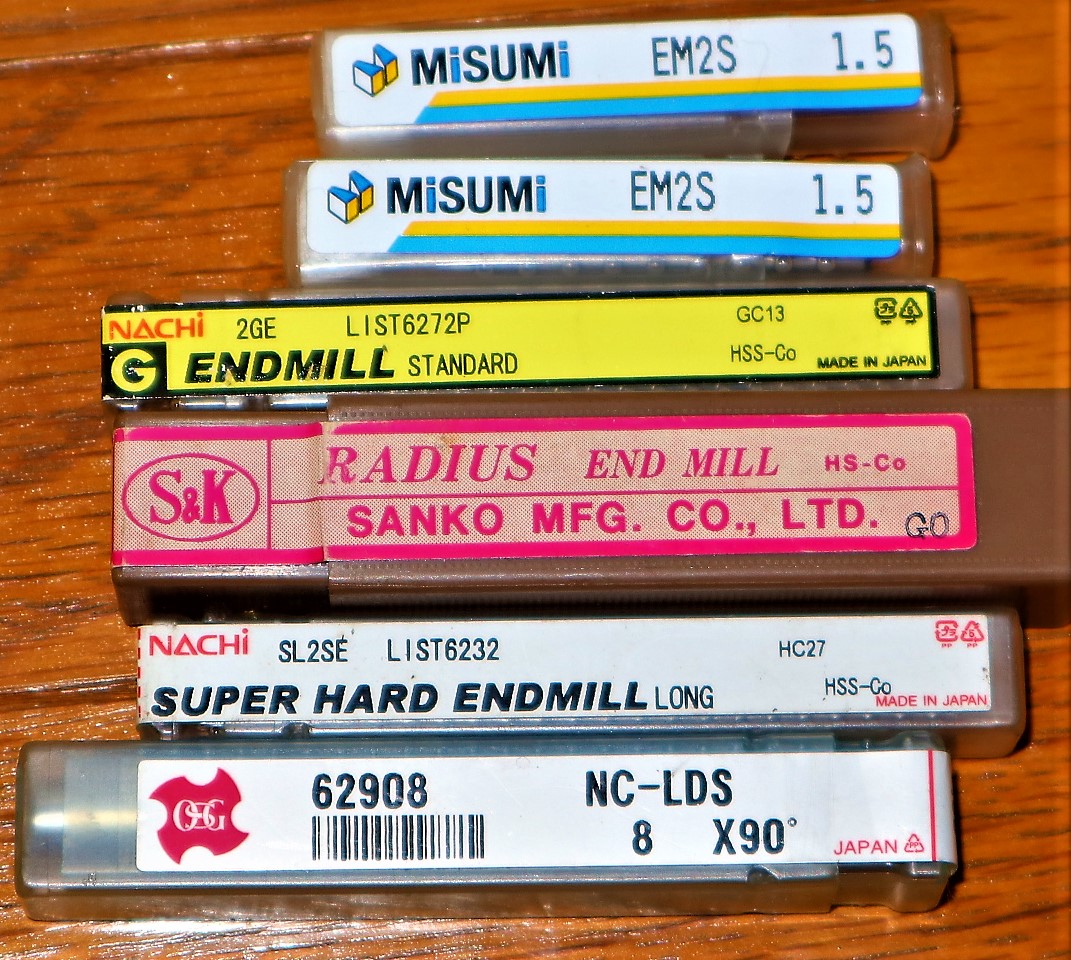 MiSUMi EM2S 1.5
MiSUMi EM2S 1.5
NACHi 2GE LIST6272P GC13
G ENDMILL STANDARD HSS-Co MADE IN JAPAN
S&K RADIUS END MILL HS-Co
SANKO MFG. CO., LTD. GO
NACHi SL2SE LIST6232 HC27
SUPER HARD ENDMILL LONG HSS-Co MADE IN JAPAN
OSG 62908 NC-LDS
8 X90° JAPAN